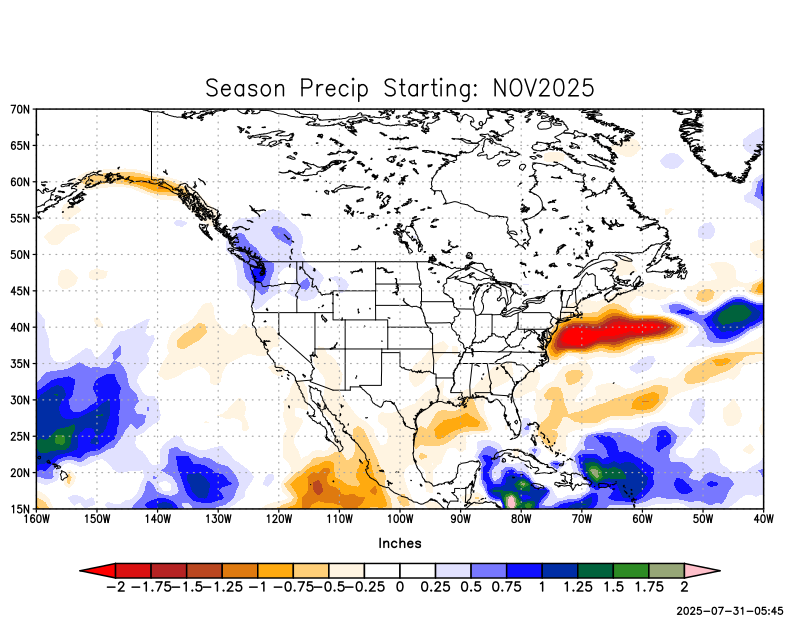 Season Precip Starting: NOV2025
70N
65N
60N
55N
50N
45N
40N
35N
30N
25N
20N
15N
160W 150W 140W 130W 120W 110W 100W 90W 80W 70W 60W 50W 40W
Inches
-2 -1.75 -1.5 -1.25 -1 -0.75 -0.5 -0.25 0 0.25 0.5 0.75 1 1.25 1.5 1.75 2
2025-07-31-05:45